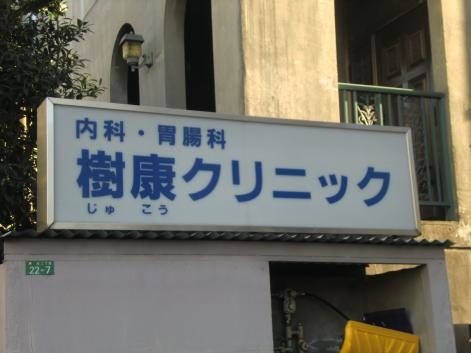 内科・胃腸科
樹康クリニック
じゅ こう
22-7